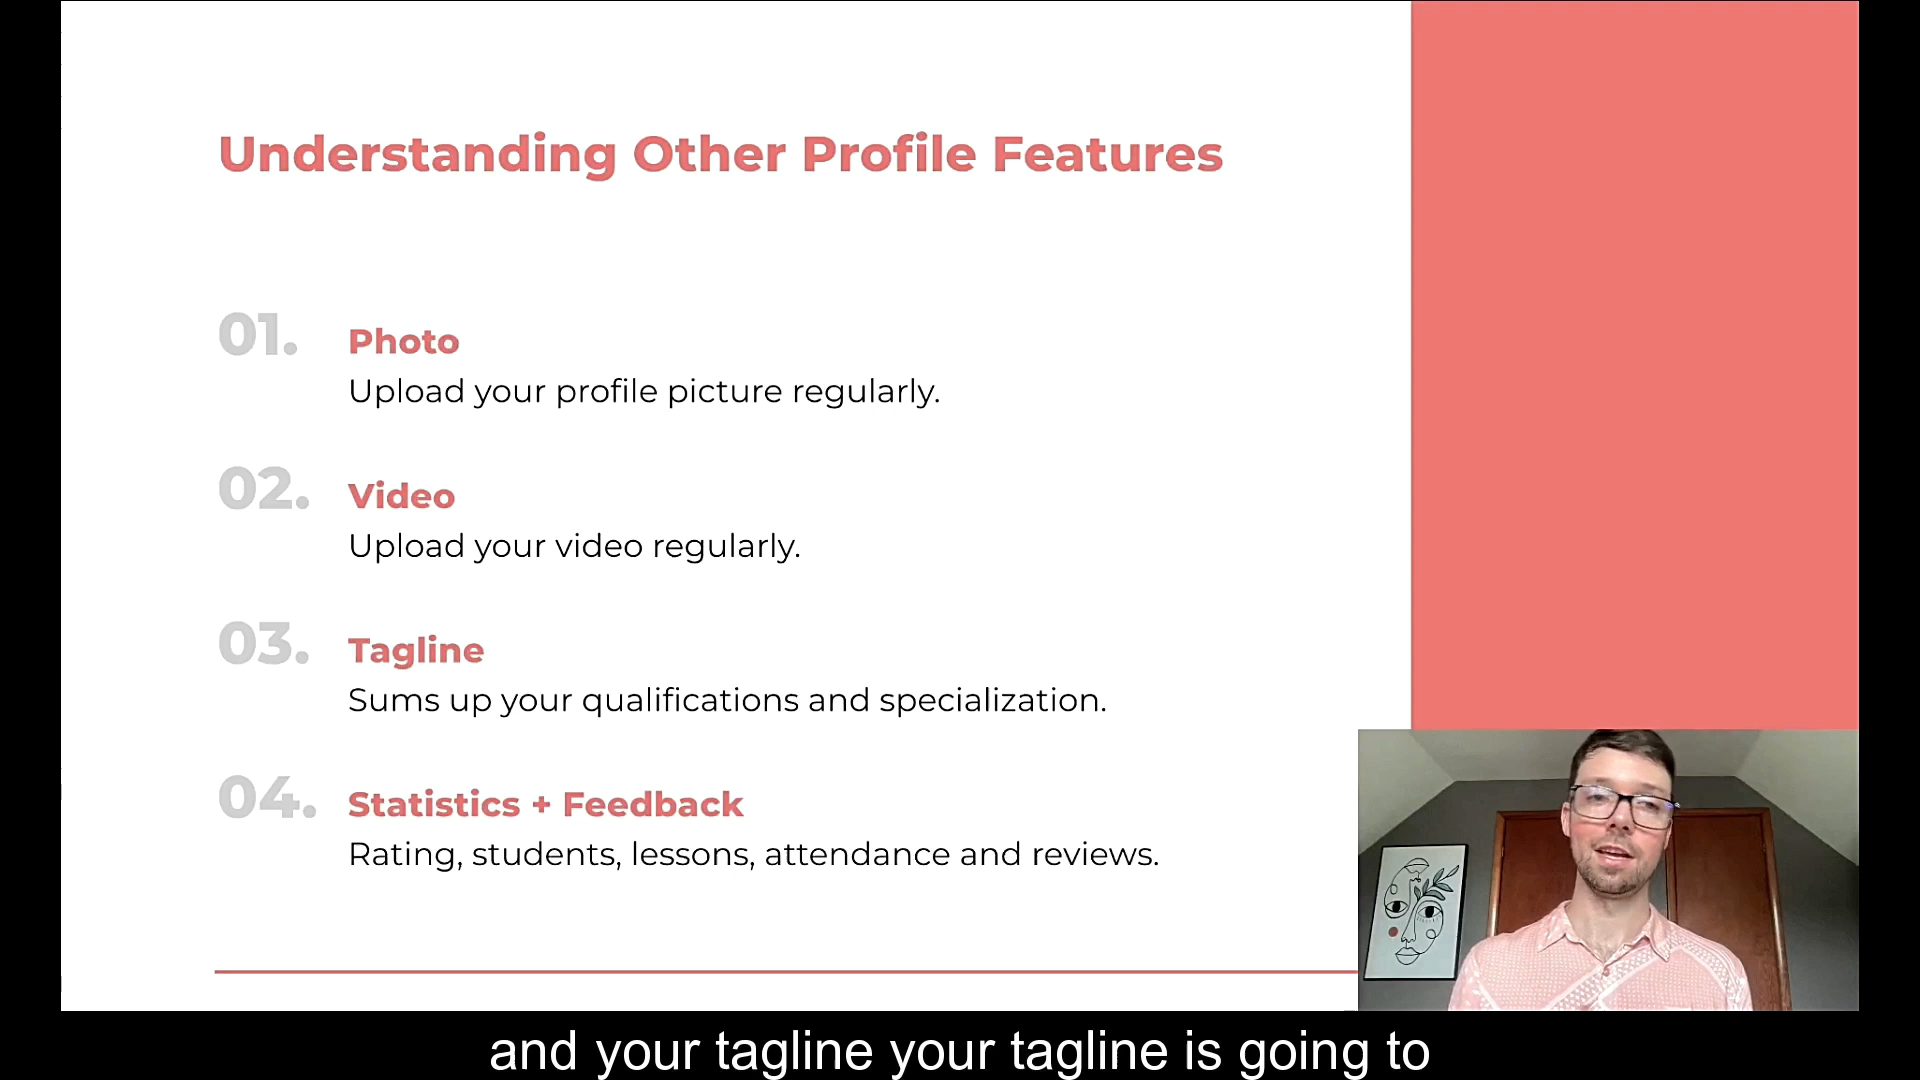 Understanding Other Profile Features
01.
Photo
Upload your profile picture regularly.
02.
Video
Upload your video regularly.
03.
Tagline
Sums up your qualifications and specialization.
04.
Statistics + Feedback
Rating, students, lessons, attendance and reviews.
and your tagline your tagline is going to